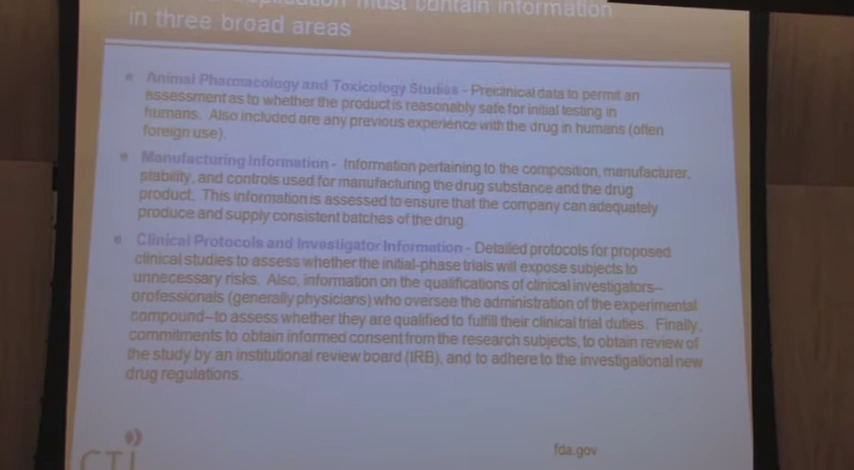 must contain information
in three broad areas
Animal Pharmacology and Toxicology Studies - Preclinical data to permit an
assessment as to whether the product is reasonably safe for initial testing in
humans. Also included are any previous experience with the drug in humans (often
foreign use).
Manufacturing Information - Information pertaining to the composition, manufacturer,
stability, and controls used for manufacturing the drug substance and the drug
product. This information is assessed to ensure that the company can adequately
produce and supply consistent batches of the drug.
Clinical Protocols and Investigator Information - Detailed protocols for proposed
clinical studies to assess whether the initial-phase trials will expose subjects to
unnecessary risks. Also, information on the qualifications of clinical investigators--
professionals (generally physicians) who oversee the administration of the experimental
compound--to assess whether they are qualified to fulfill their clinical trial duties. Finally,
commitments to obtain informed consent from the research subjects, to obtain review of
the study by an institutional review board (IRB), and to adhere to the investigational new
drug regulations.
CTI
fda.gov